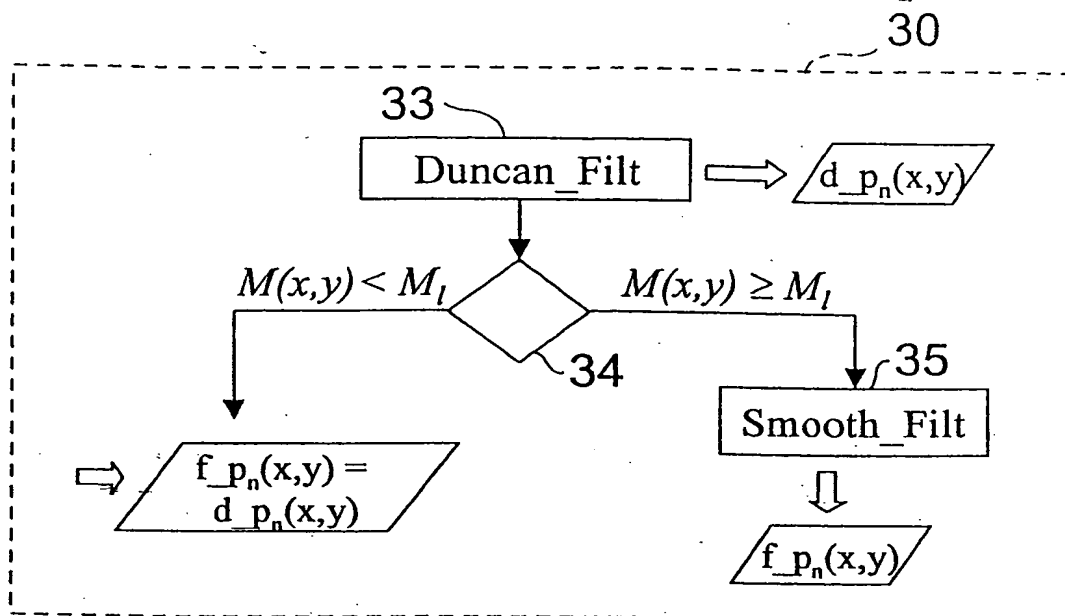 30
33
Duncan_Filt
d_pₙ(x,y)
M(x,y) < Mₗ
M(x,y) ≥ Mₗ
34
35
Smooth_Filt
f_pₙ(x,y) =
d_pₙ(x,y)
f_pₙ(x,y)